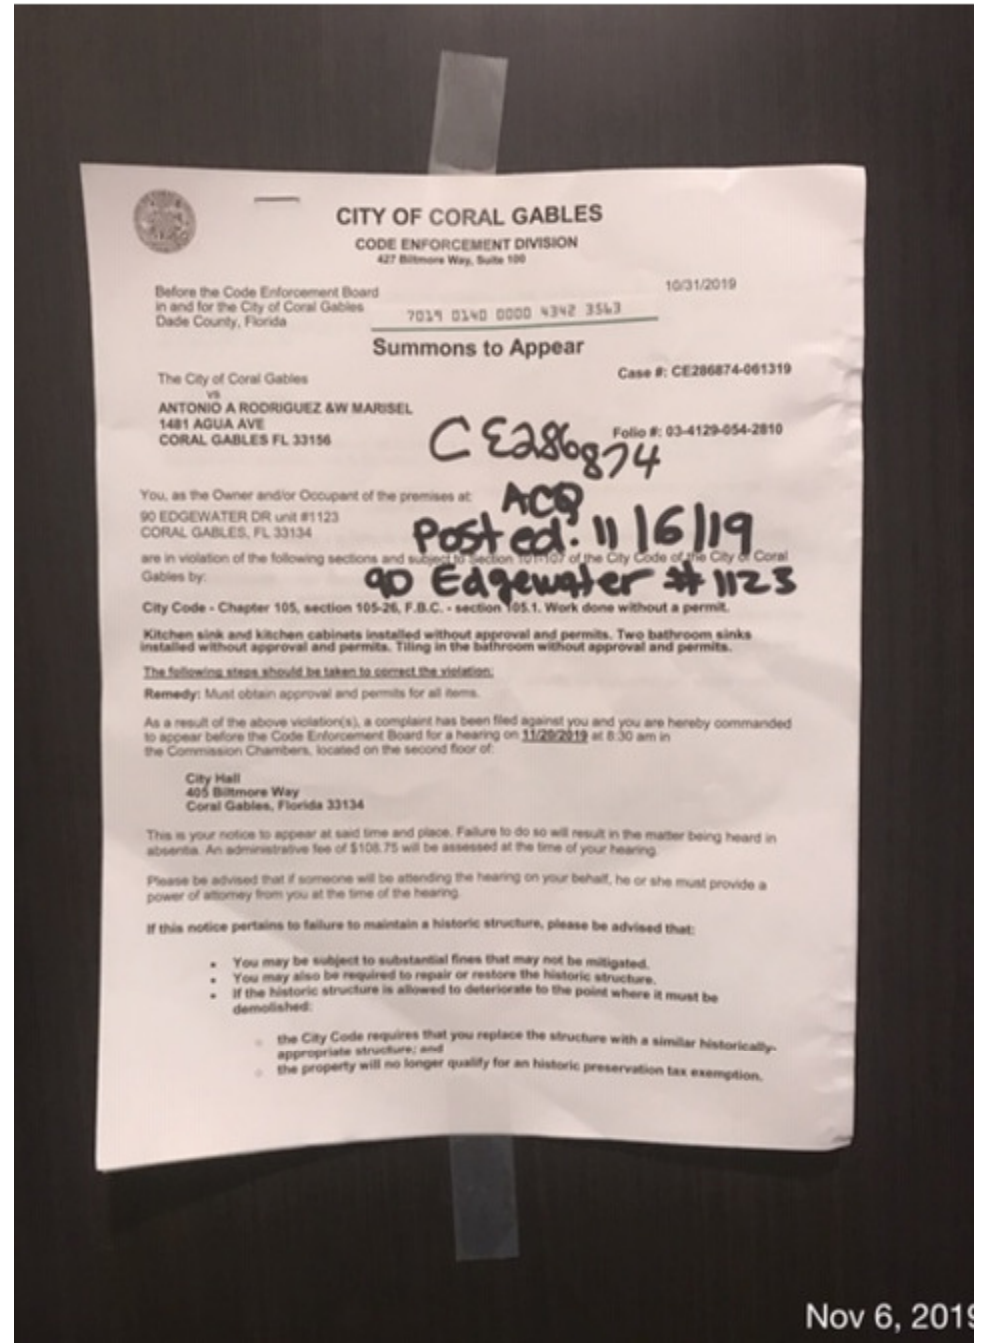 CITY OF CORAL GABLES
CODE ENFORCEMENT DIVISION
427 Biltmore Way, Suite 100
10/31/2019
Before the Code Enforcement Board
in and for the City of Coral Gables
Dade County, Florida
7019 0140 0000 4342 3563
Summons to Appear
Case #: CE286874-061319
The City of Coral Gables
vs
ANTONIO A RODRIGUEZ &W MARISEL
1481 AGUA AVE
CORAL GABLES FL 33156
Folio #: 03-4129-054-2810
CE286874
You, as the Owner and/or Occupant of the premises at:
ACQ
90 EDGEWATER DR unit #1123
CORAL GABLES, FL 33134
Posted: 11/6/19
are in violation of the following sections and subject to Section 101-107 of the City Code of the City of Coral
Gables by:
90 Edgewater # 1123
City Code - Chapter 105, section 105-26, F.B.C. - section 105.1. Work done without a permit.
Kitchen sink and kitchen cabinets installed without approval and permits. Two bathroom sinks
installed without approval and permits. Tiling in the bathroom without approval and permits.
The following steps should be taken to correct the violation:
Remedy: Must obtain approval and permits for all items.
As a result of the above violation(s), a complaint has been filed against you and you are hereby commanded
to appear before the Code Enforcement Board for a hearing on 11/20/2019 at 8:30 am in
the Commission Chambers, located on the second floor of:
City Hall
405 Biltmore Way
Coral Gables, Florida 33134
This is your notice to appear at said time and place. Failure to do so will result in the matter being heard in
absentia. An administrative fee of $108.75 will be assessed at the time of your hearing.
Please be advised that if someone will be attending the hearing on your behalf, he or she must provide a
power of attorney from you at the time of the hearing.
If this notice pertains to failure to maintain a historic structure, please be advised that:
• You may be subject to substantial fines that may not be mitigated.
• You may also be required to repair or restore the historic structure.
• If the historic structure is allowed to deteriorate to the point where it must be
demolished:
the City Code requires that you replace the structure with a similar historically-
appropriate structure; and
the property will no longer qualify for an historic preservation tax exemption.
Nov 6, 2019